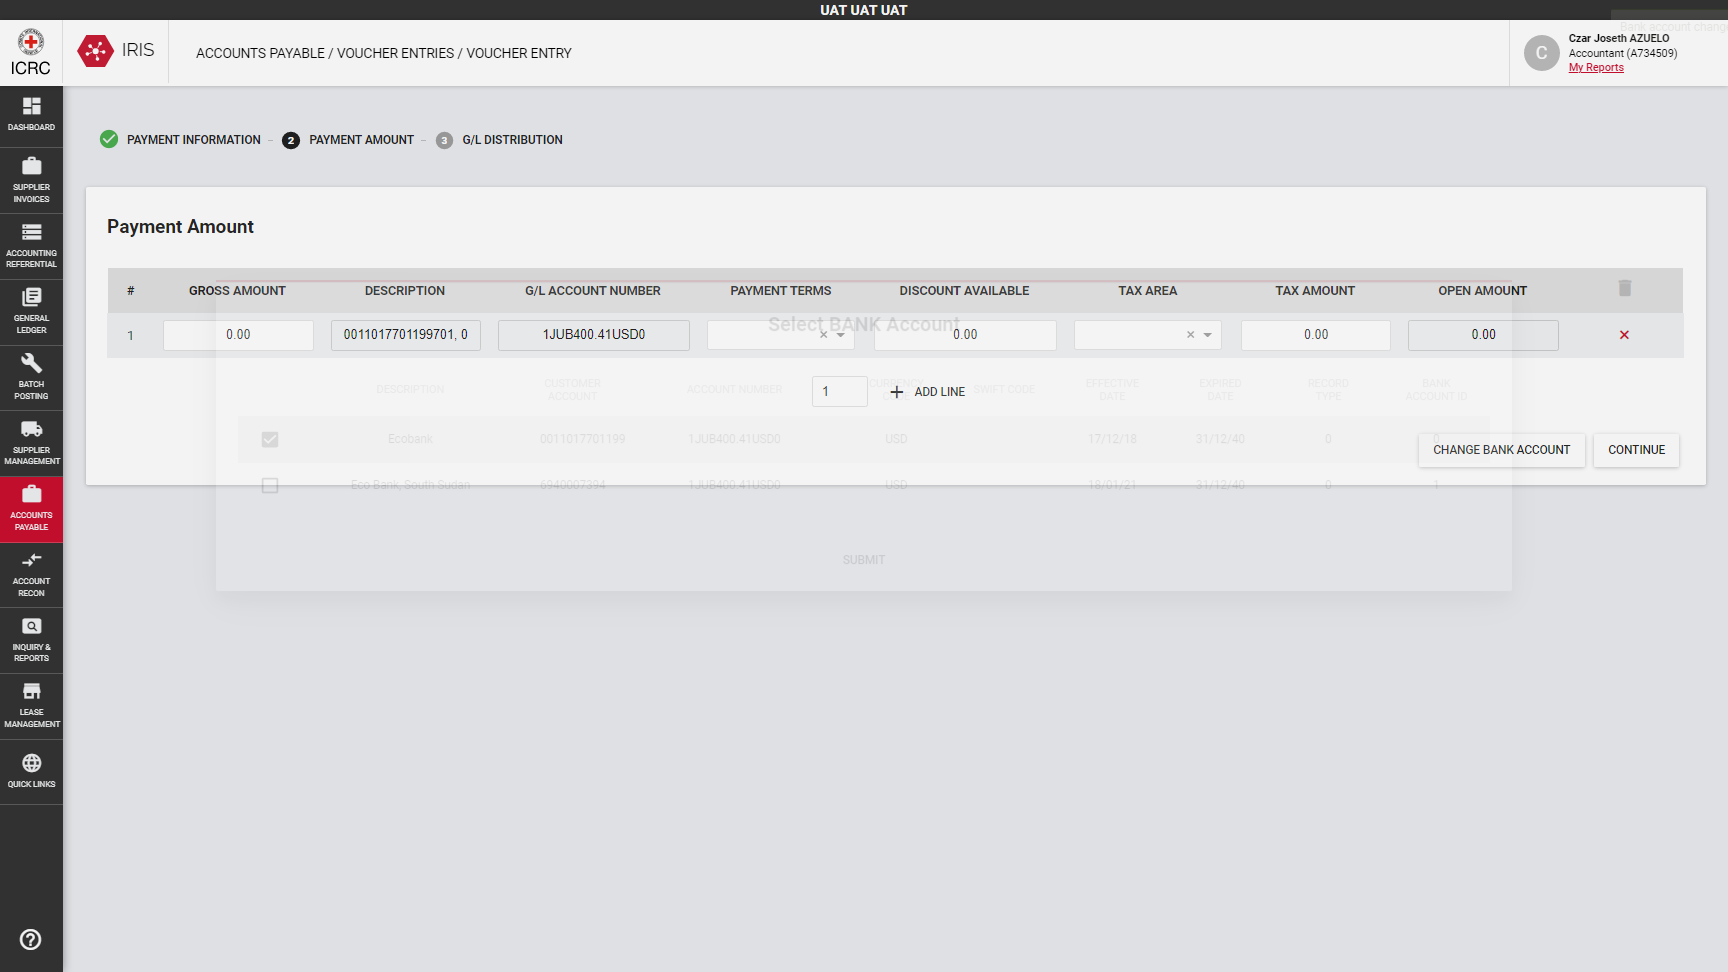 UAT UAT UAT
ICRC
IRIS
ACCOUNTS PAYABLE / VOUCHER ENTRIES / VOUCHER ENTRY
Bank account change
C
Czar Joseth AZUELO
Accountant (A734509)
My Reports
DASHBOARD
SUPPLIER
INVOICES
ACCOUNTING
REFERENTIAL
GENERAL
LEDGER
BATCH
POSTING
SUPPLIER
MANAGEMENT
ACCOUNTS
PAYABLE
ACCOUNT
RECON
INQUIRY &
REPORTS
LEASE
MANAGEMENT
QUICK LINKS
PAYMENT INFORMATION - 2 PAYMENT AMOUNT - 3 G/L DISTRIBUTION
Payment Amount
# GROSS AMOUNT DESCRIPTION G/L ACCOUNT NUMBER PAYMENT TERMS DISCOUNT AVAILABLE TAX AREA TAX AMOUNT OPEN AMOUNT
1 0.00 0011017701199701, 0 1JUB400.41USD0 0.00 0.00 0.00
1 + ADD LINE
CHANGE BANK ACCOUNT CONTINUE
Select BANK Account
DESCRIPTION CUSTOMER ACCOUNT ACCOUNT NUMBER CURRENCY SWIFT CODE EFFECTIVE DATE EXPIRED DATE RECORD TYPE BANK ACCOUNT ID
Ecobank 0011017701199 1JUB400.41USD0 USD 17/12/18 31/12/40 0 0
Eco Bank, South Sudan 6940007394 1JUB400.41USD0 USD 18/01/21 31/12/40 0 1
SUBMIT